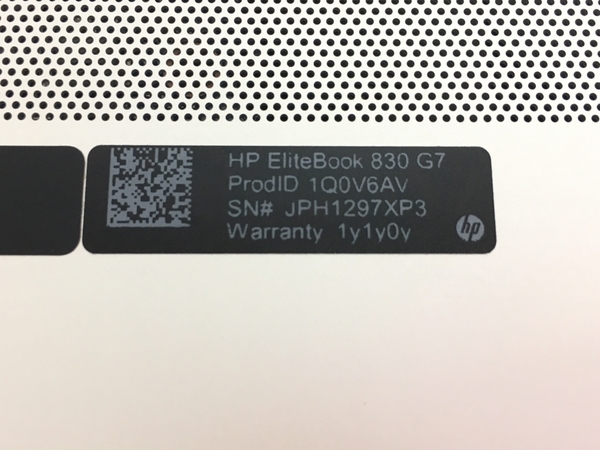 HP EliteBook 830 G7
ProdID 1Q0V6AV
SN# JPH1297XP3
Warranty 1y1y0y
hp